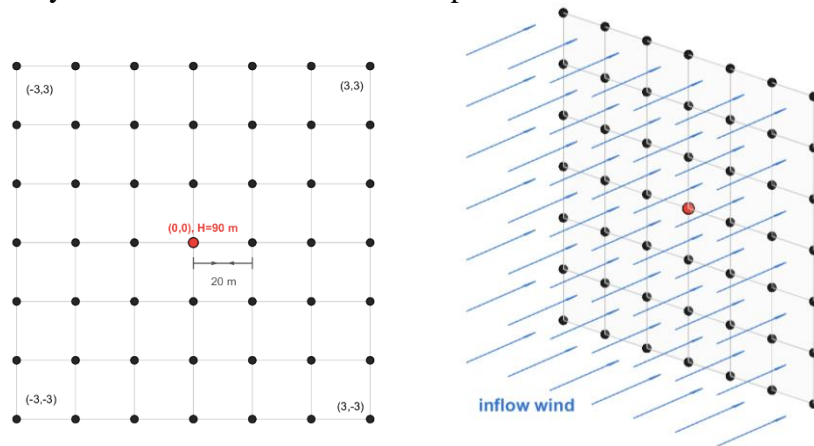 (-3,3)
(3,3)
(0,0), H=90 m
20 m
(-3,-3)
(3,-3)
inflow wind